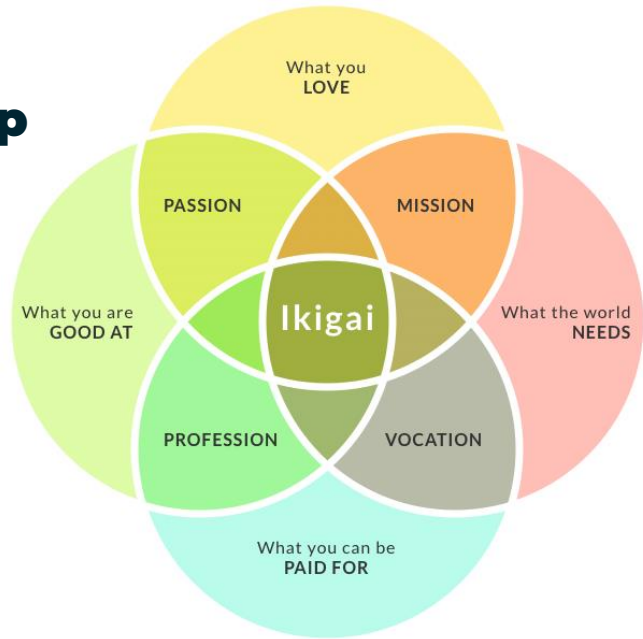 What you
LOVE
p
PASSION
MISSION
What you are
GOOD AT
Ikigai
What the world
NEEDS
PROFESSION
VOCATION
What you can be
PAID FOR